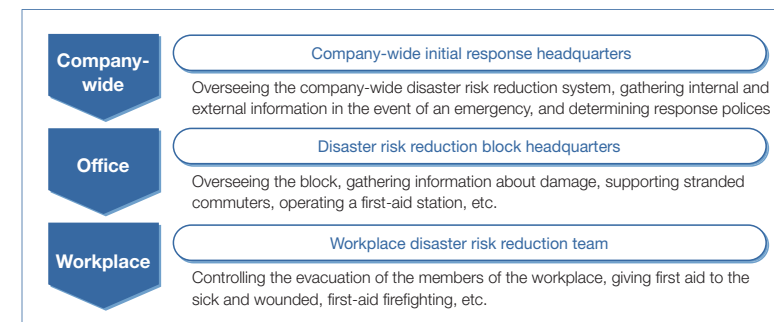 Company-
wide
Company-wide initial response headquarters
Overseeing the company-wide disaster risk reduction system, gathering internal and
external information in the event of an emergency, and determining response polices
Office
Disaster risk reduction block headquarters
Overseeing the block, gathering information about damage, supporting stranded
commuters, operating a first-aid station, etc.
Workplace
Workplace disaster risk reduction team
Controlling the evacuation of the members of the workplace, giving first aid to the
sick and wounded, first-aid firefighting, etc.